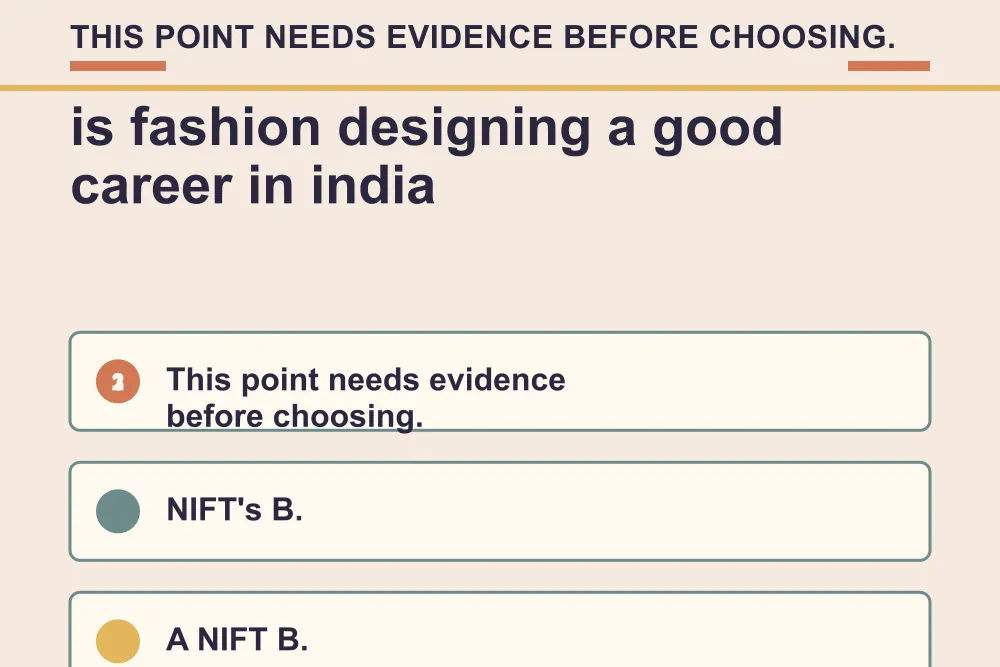 THIS POINT NEEDS EVIDENCE BEFORE CHOOSING.
is fashion designing a good
career in india
This point needs evidence
before choosing.
NIFT's B.
A NIFT B.